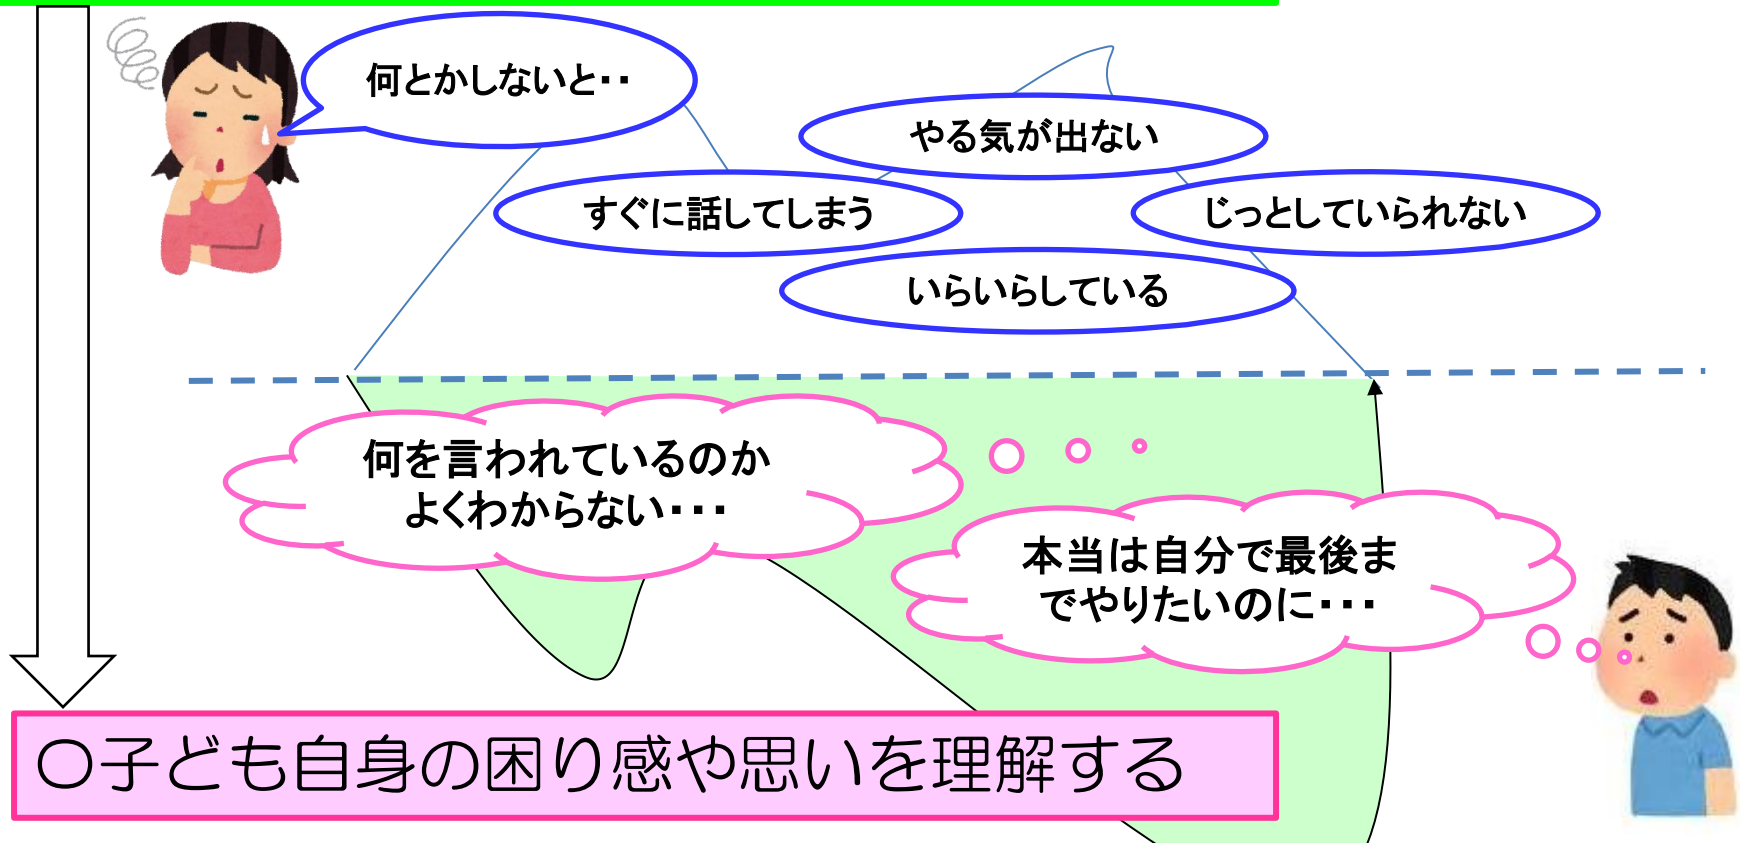 何とかしないと・・
やる気が出ない
すぐに話してしまう
じっとしていられない
いらいらしている
何を言われているのか
よくわからない・・・
本当は自分で最後ま
でやりたいのに・・・
〇子ども自身の困り感や思いを理解する